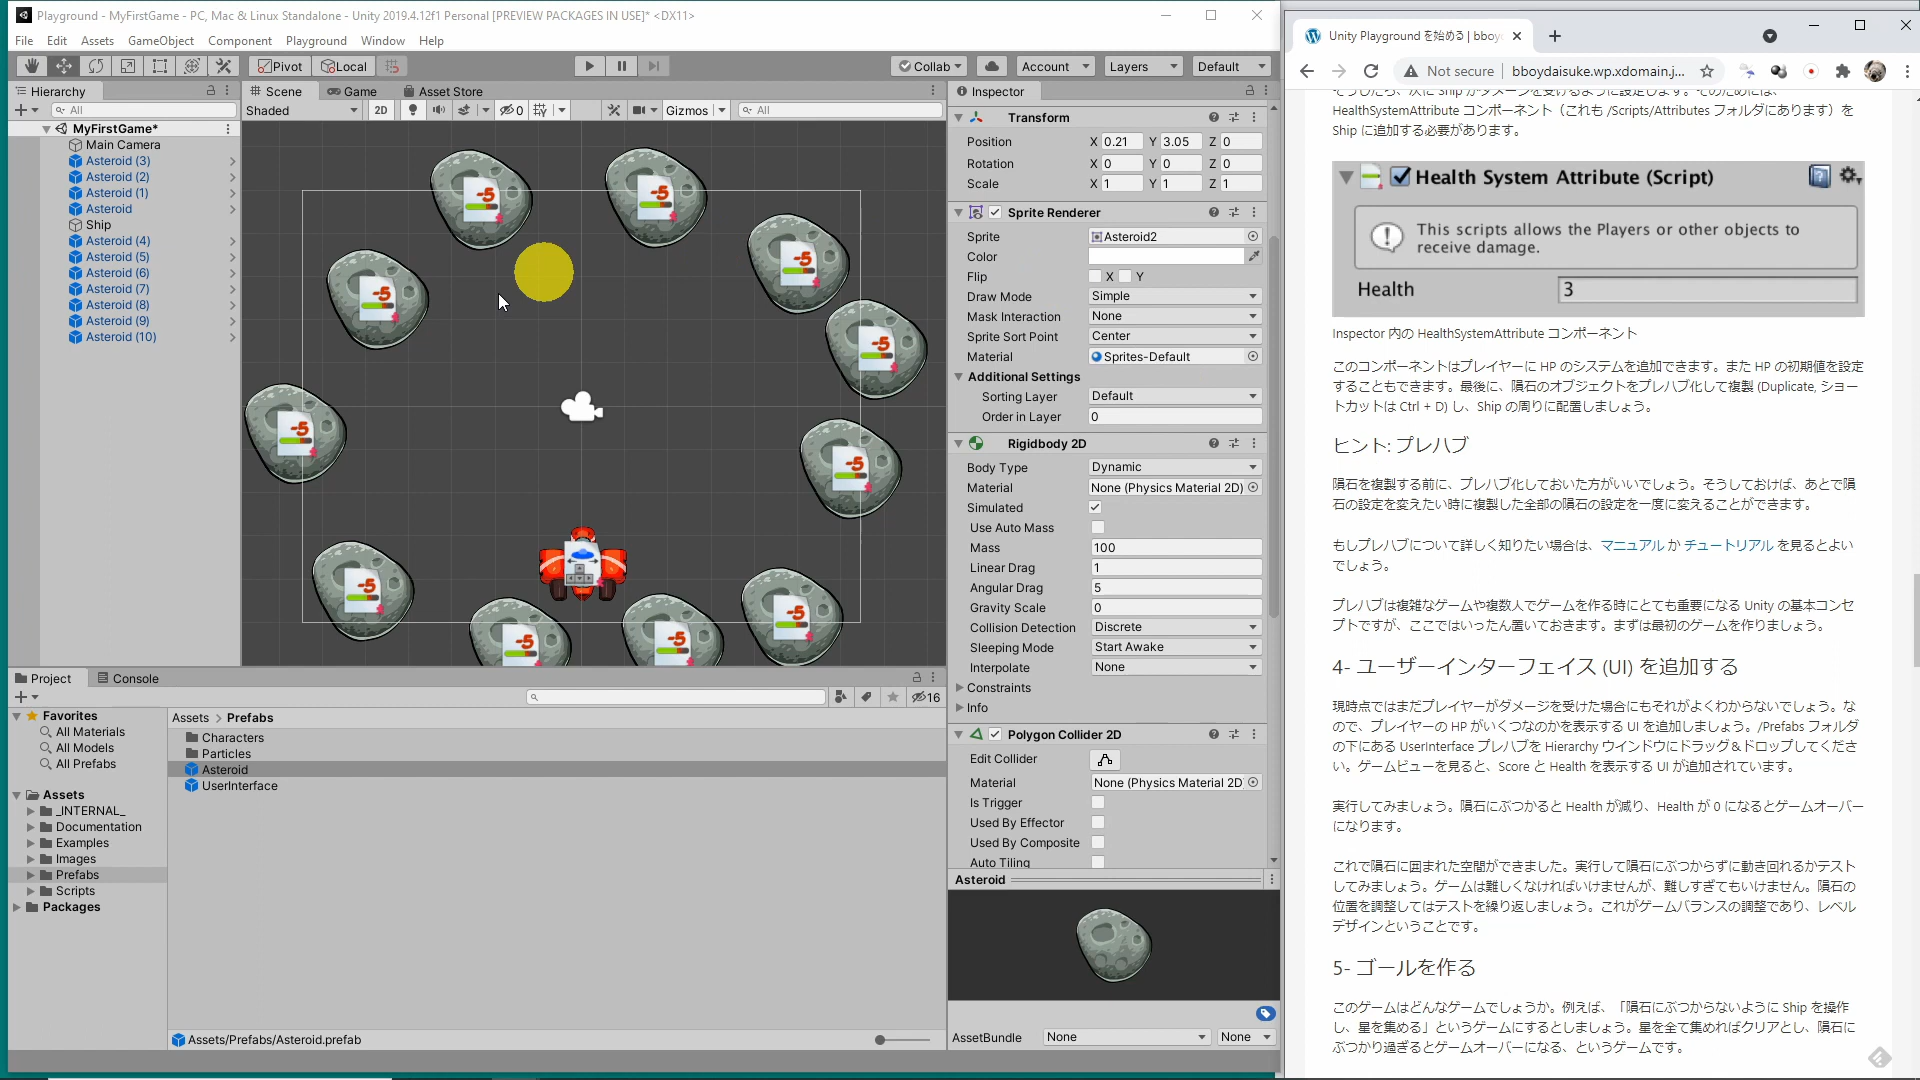 Playground - MyFirstGame - PC, Mac & Linux Standalone - Unity 2019.4.12f1 Personal [PREVIEW PACKAGES IN USE]* <DX11>
File Edit Assets GameObject Component Playground Window Help
Pivot Local Collab Account Layers Default
Hierarchy
All
MyFirstGame*
Main Camera
Asteroid (3)
Asteroid (2)
Asteroid (1)
Asteroid
Ship
Asteroid (4)
Asteroid (5)
Asteroid (6)
Asteroid (7)
Asteroid (8)
Asteroid (9)
Asteroid (10)
Scene Game Asset Store
Shaded 2D 0 Gizmos All
-5
-5
-5
-5
-5
-5
-5
-5
-5
-5
-5
Inspector
Transform
Position X 0.21 Y 3.05 Z 0
Rotation X 0 Y 0 Z 0
Scale X 1 Y 1 Z 1
Sprite Renderer
Sprite Asteroid2
Color
Flip X Y
Draw Mode Simple
Mask Interaction None
Sprite Sort Point Center
Material Sprites-Default
Additional Settings
Sorting Layer Default
Order in Layer 0
Rigidbody 2D
Body Type Dynamic
Material None (Physics Material 2D)
Simulated
Use Auto Mass
Mass 100
Linear Drag 1
Angular Drag 5
Gravity Scale 0
Collision Detection Discrete
Sleeping Mode Start Awake
Interpolate None
Constraints
Info
Polygon Collider 2D
Edit Collider
Material None (Physics Material 2D
Is Trigger
Used By Effector
Used By Composite
Auto Tiling
Asteroid
AssetBundle None None
Project Console
16
Favorites
All Materials
All Models
All Prefabs
Assets
_INTERNAL_
Documentation
Examples
Images
Prefabs
Scripts
Packages
Assets > Prefabs
Characters
Particles
Asteroid
UserInterface
Assets/Prefabs/Asteroid.prefab
Unity Playground を始める | bboyd
Not secure | bboydaisuke.wp.xdomain.j...
HealthSystemAttribute コンポーネント（これも /Scripts/Attributes フォルダにあります）を
Ship に追加する必要があります。
Health System Attribute (Script)
This scripts allows the Players or other objects to
receive damage.
Health 3
Inspector 内の HealthSystemAttribute コンポーネント
このコンポーネントはプレイヤーに HP のシステムを追加できます。また HP の初期値を設定
することもできます。最後に、隕石のオブジェクトをプレハブ化して複製 (Duplicate, ショー
トカットは Ctrl + D) し、Ship の周りに配置しましょう。
ヒント: プレハブ
隕石を複製する前に、プレハブ化しておいた方がいいでしょう。そうしておけば、あとで隕
石の設定を変えたい時に複製した全部の隕石の設定を一度に変えることができます。
もしプレハブについて詳しく知りたい場合は、マニュアル か チュートリアル を見るとよい
でしょう。
プレハブは複雑なゲームや複数人でゲームを作る時にとても重要になる Unity の基本コンセ
プトですが、ここではいったん置いておきます。まずは最初のゲームを作りましょう。
4- ユーザーインターフェイス (UI) を追加する
現時点ではまだプレイヤーがダメージを受けた場合にもそれがよくわからないでしょう。な
ので、プレイヤーの HP がいくつなのかを表示する UI を追加しましょう。/Prefabs フォルダ
の下にある UserInterface プレハブを Hierarchy ウインドウにドラッグ＆ドロップしてくださ
い。ゲームビューを見ると、Score と Health を表示する UI が追加されています。
実行してみましょう。隕石にぶつかると Health が減り、Health が 0 になるとゲームオーバー
になります。
これで隕石に囲まれた空間ができました。実行して隕石にぶつからずに動き回れるかテスト
してみましょう。ゲームは難しくなければいけませんが、難しすぎてもいけません。隕石の
位置を調整してはテストを繰り返しましょう。これがゲームバランスの調整であり、レベル
デザインということです。
5- ゴールを作る
このゲームはどんなゲームでしょうか。例えば、「隕石にぶつからないように Ship を操作
し、星を集める」というゲームにするとしましょう。星を全て集めればクリアとし、隕石に
ぶつかり過ぎるとゲームオーバーになる、というゲームです。